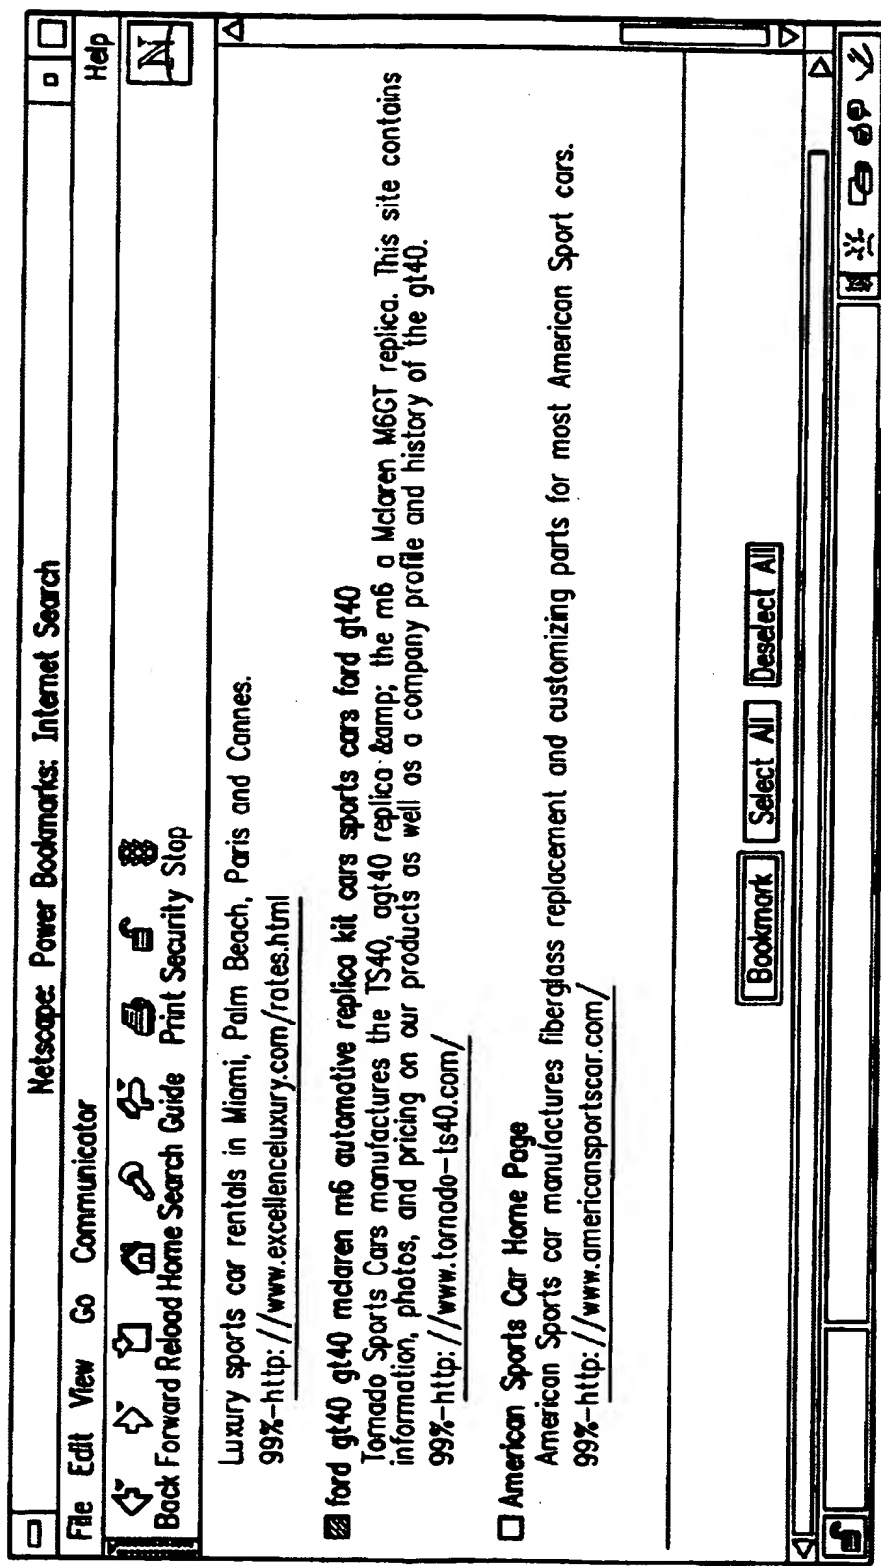 Netscape: Power Bookmarks: Internet Search
File Edit View Go Communicator Help
Back Forward Reload Home Search Guide Print Security Stop
N
Luxury sports car rentals in Miami, Palm Beach, Paris and Cannes.
99%-http://www.excellenceluxury.com/rates.html
ford gt40 gt40 mclaren m6 automotive replica kit cars sports cars ford gt40
Tornado Sports Cars manufactures the TS40, agt40 replica &amp; the m6 a Mclaren M6GT replica. This site contains
information, photos, and pricing on our products as well as a company profile and history of the gt40.
99%-http://www.tornado-ts40.com/
American Sports Car Home Page
American Sports car manufactures fiberglass replacement and customizing parts for most American Sport cars.
99%-http://www.americansportscar.com/
Bookmark Select All Deselect All